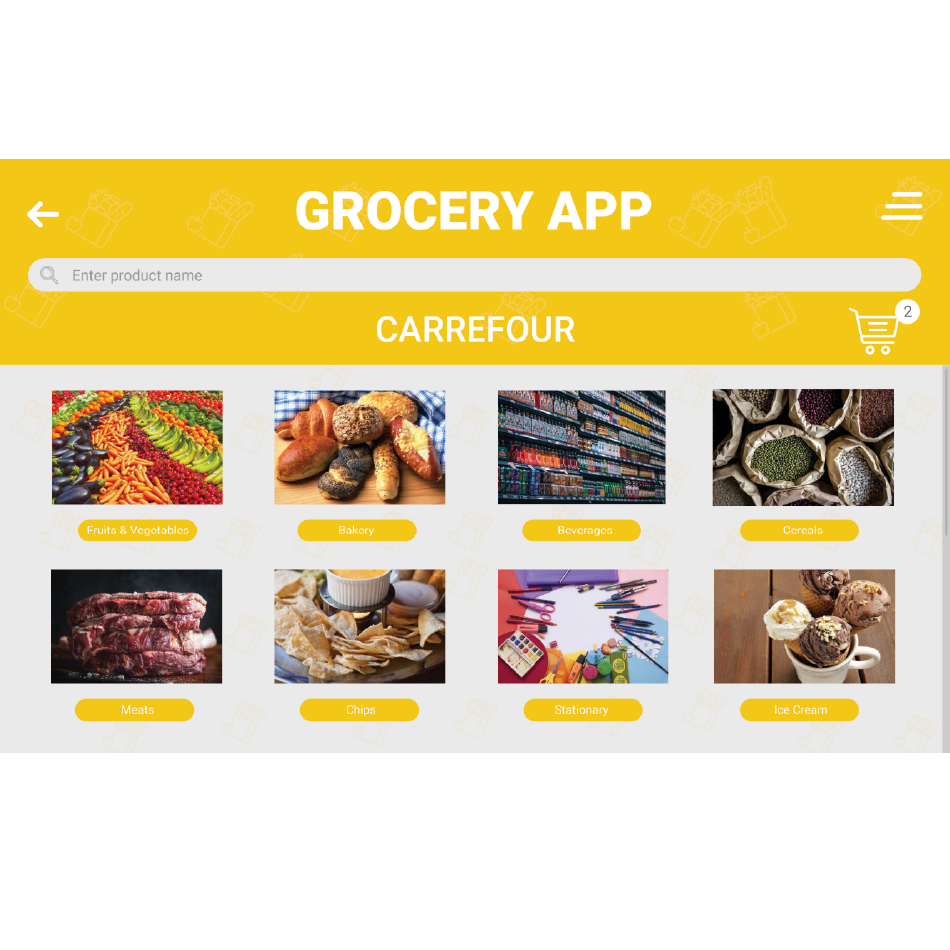 GROCERY APP
Enter product name
CARREFOUR
2
Fruits & Vegetables
Bakery
Beverages
Cereals
Meats
Chips
Stationary
Ice Cream